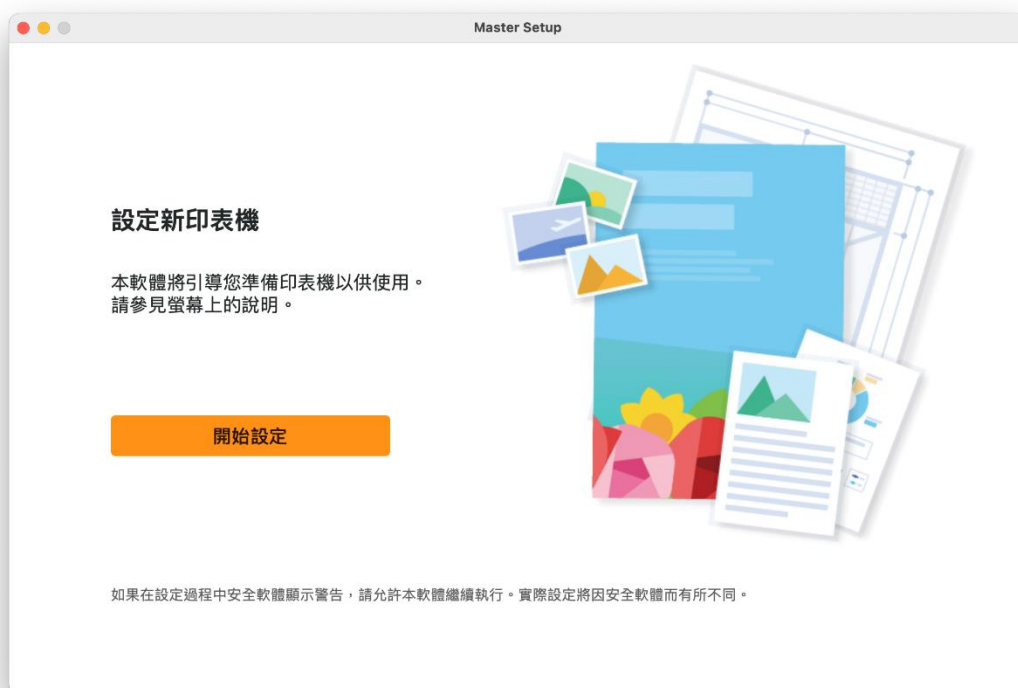 Master Setup
設定新印表機
本軟體將引導您準備印表機以供使用。
請參見螢幕上的說明。
開始設定
如果在設定過程中安全軟體顯示警告，請允許本軟體繼續執行。實際設定將因安全軟體而有所不同。